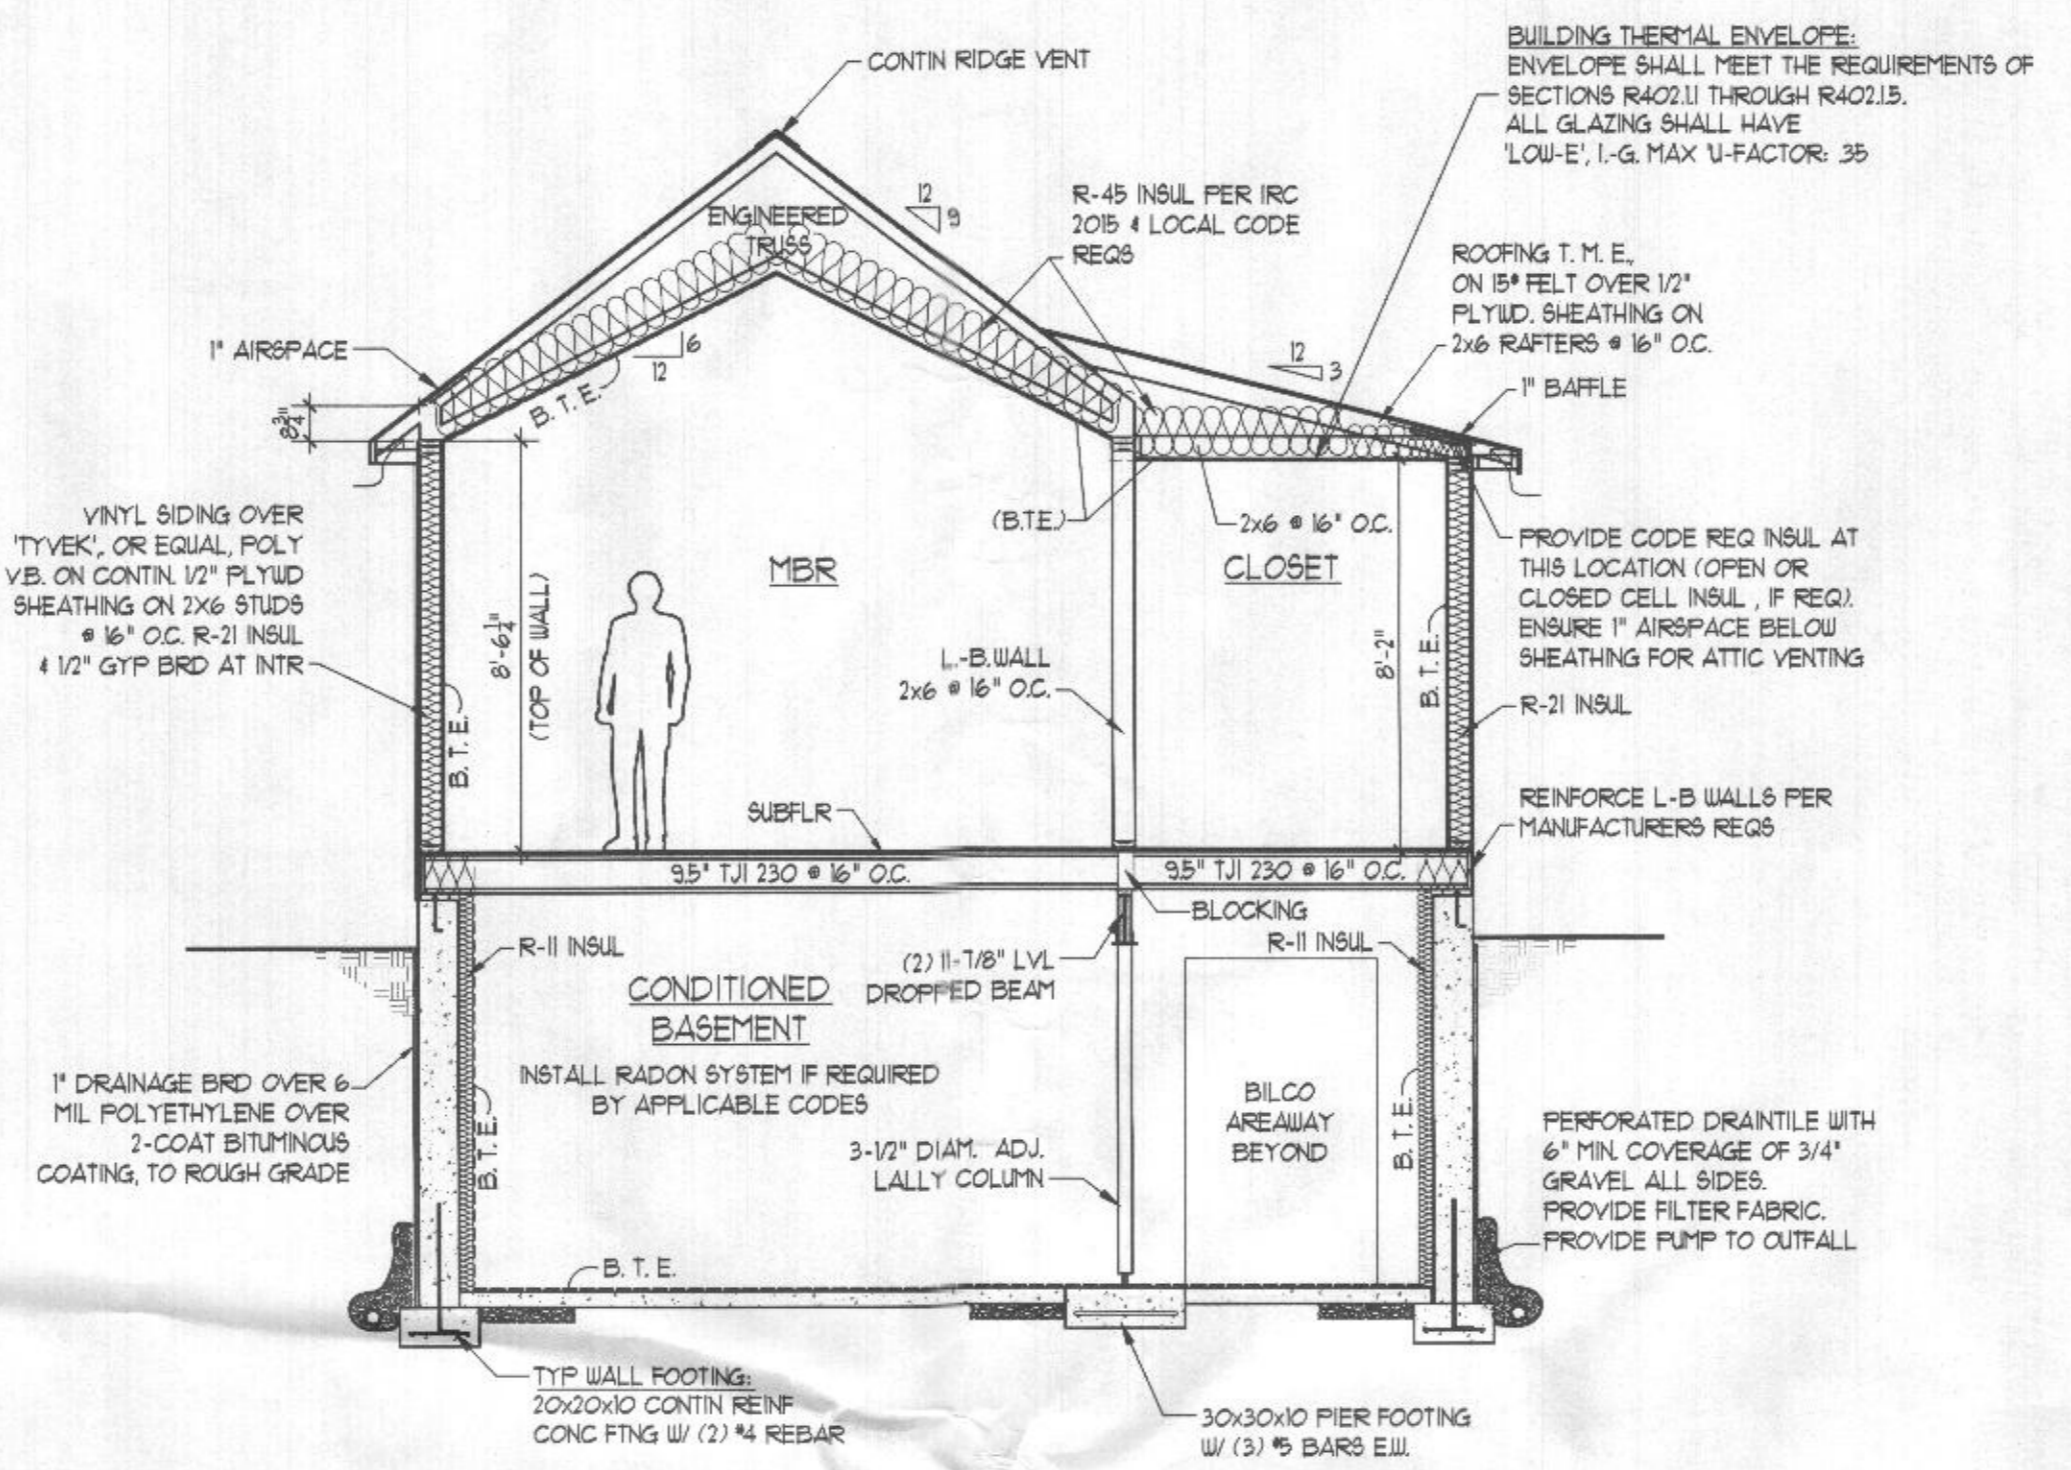 CONTIN RIDGE VENT
BUILDING THERMAL ENVELOPE:
ENVELOPE SHALL MEET THE REQUIREMENTS OF
SECTIONS R402.1.1 THROUGH R402.1.5.
ALL GLAZING SHALL HAVE
'LOW-E', I.-G. MAX 'U-FACTOR: .35
12
9
ENGINEERED
TRUSS
R-45 INSUL PER IRC
2015 & LOCAL CODE
REQS
ROOFING T. M. E.,
ON 15# FELT OVER 1/2"
PLYWD. SHEATHING ON
2x6 RAFTERS @ 16" O.C.
1" AIRSPACE
6
12
B. T. E.
12
3
1" BAFFLE
8 3/4"
VINYL SIDING OVER
'TYVEK', OR EQUAL, POLY
V.B. ON CONTIN. 1/2" PLYWD
SHEATHING ON 2X6 STUDS
@ 16" O.C. R-21 INSUL
& 1/2" GYP BRD AT INTR
(B.T.E.)
2x6 @ 16" O.C.
MBR
CLOSET
PROVIDE CODE REQ INSUL AT
THIS LOCATION (OPEN OR
CLOSED CELL INSUL , IF REQ).
ENSURE 1" AIRSPACE BELOW
SHEATHING FOR ATTIC VENTING
8'-6 1/4"
(TOP OF WALL)
L.-B. WALL
2x6 @ 16" O.C.
8'-2"
B. T. E.
R-21 INSUL
B. T. E.
SUBFLR
REINFORCE L-B WALLS PER
MANUFACTURERS REQS
9.5" TJI 230 @ 16" O.C.
9.5" TJI 230 @ 16" O.C.
BLOCKING
R-11 INSUL
R-11 INSUL
(2) 11-7/8" LVL
DROPPED BEAM
CONDITIONED
BASEMENT
INSTALL RADON SYSTEM IF REQUIRED
BY APPLICABLE CODES
1" DRAINAGE BRD OVER 6
MIL POLYETHYLENE OVER
2-COAT BITUMINOUS
COATING, TO ROUGH GRADE
B. T. E.
3-1/2" DIAM. ADJ.
LALLY COLUMN
BILCO
AREAWAY
BEYOND
B. T. E.
PERFORATED DRAINTILE WITH
6" MIN. COVERAGE OF 3/4"
GRAVEL ALL SIDES.
PROVIDE FILTER FABRIC.
PROVIDE PUMP TO OUTFALL
B. T. E.
TYP WALL FOOTING:
20x20x10 CONTIN REINF
CONC FTNG W/ (2) #4 REBAR
30x30x10 PIER FOOTING
W/ (3) #5 BARS E.W.